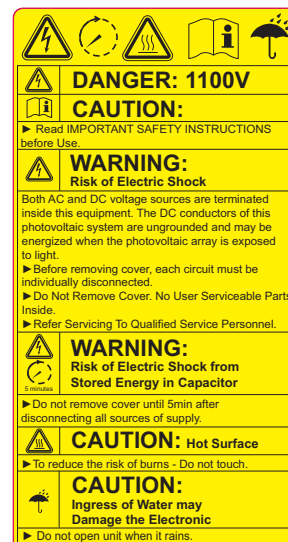 DANGER: 1100V
CAUTION:
► Read IMPORTANT SAFETY INSTRUCTIONS
before Use.
WARNING:
Risk of Electric Shock
Both AC and DC voltage sources are terminated
inside this equipment. The DC conductors of this
photovoltaic system are ungrounded and may be
energized when the photovoltaic array is exposed
to light.
►Before removing cover, each circuit must be
individually disconnected.
►Do Not Remove Cover. No User Serviceable Parts
Inside.
►Refer Servicing To Qualified Service Personnel.
5 minutes
WARNING:
Risk of Electric Shock from
Stored Energy in Capacitor
►Do not remove cover until 5min after
disconnecting all sources of supply.
CAUTION: Hot Surface
►To reduce the risk of burns - Do not touch.
CAUTION:
Ingress of Water may
Damage the Electronic
► Do not open unit when it rains.